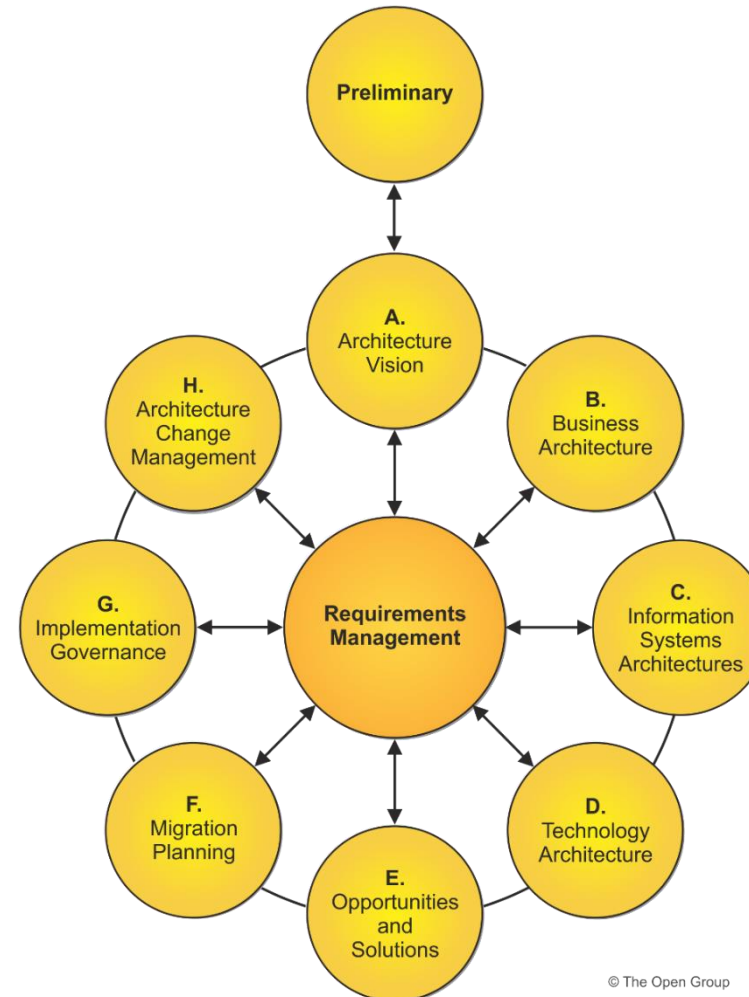 Preliminary
A.
Architecture
Vision
H.
Architecture
Change
Management
B.
Business
Architecture
G.
Implementation
Governance
Requirements
Management
C.
Information
Systems
Architectures
F.
Migration
Planning
D.
Technology
Architecture
E.
Opportunities
and
Solutions
© The Open Group